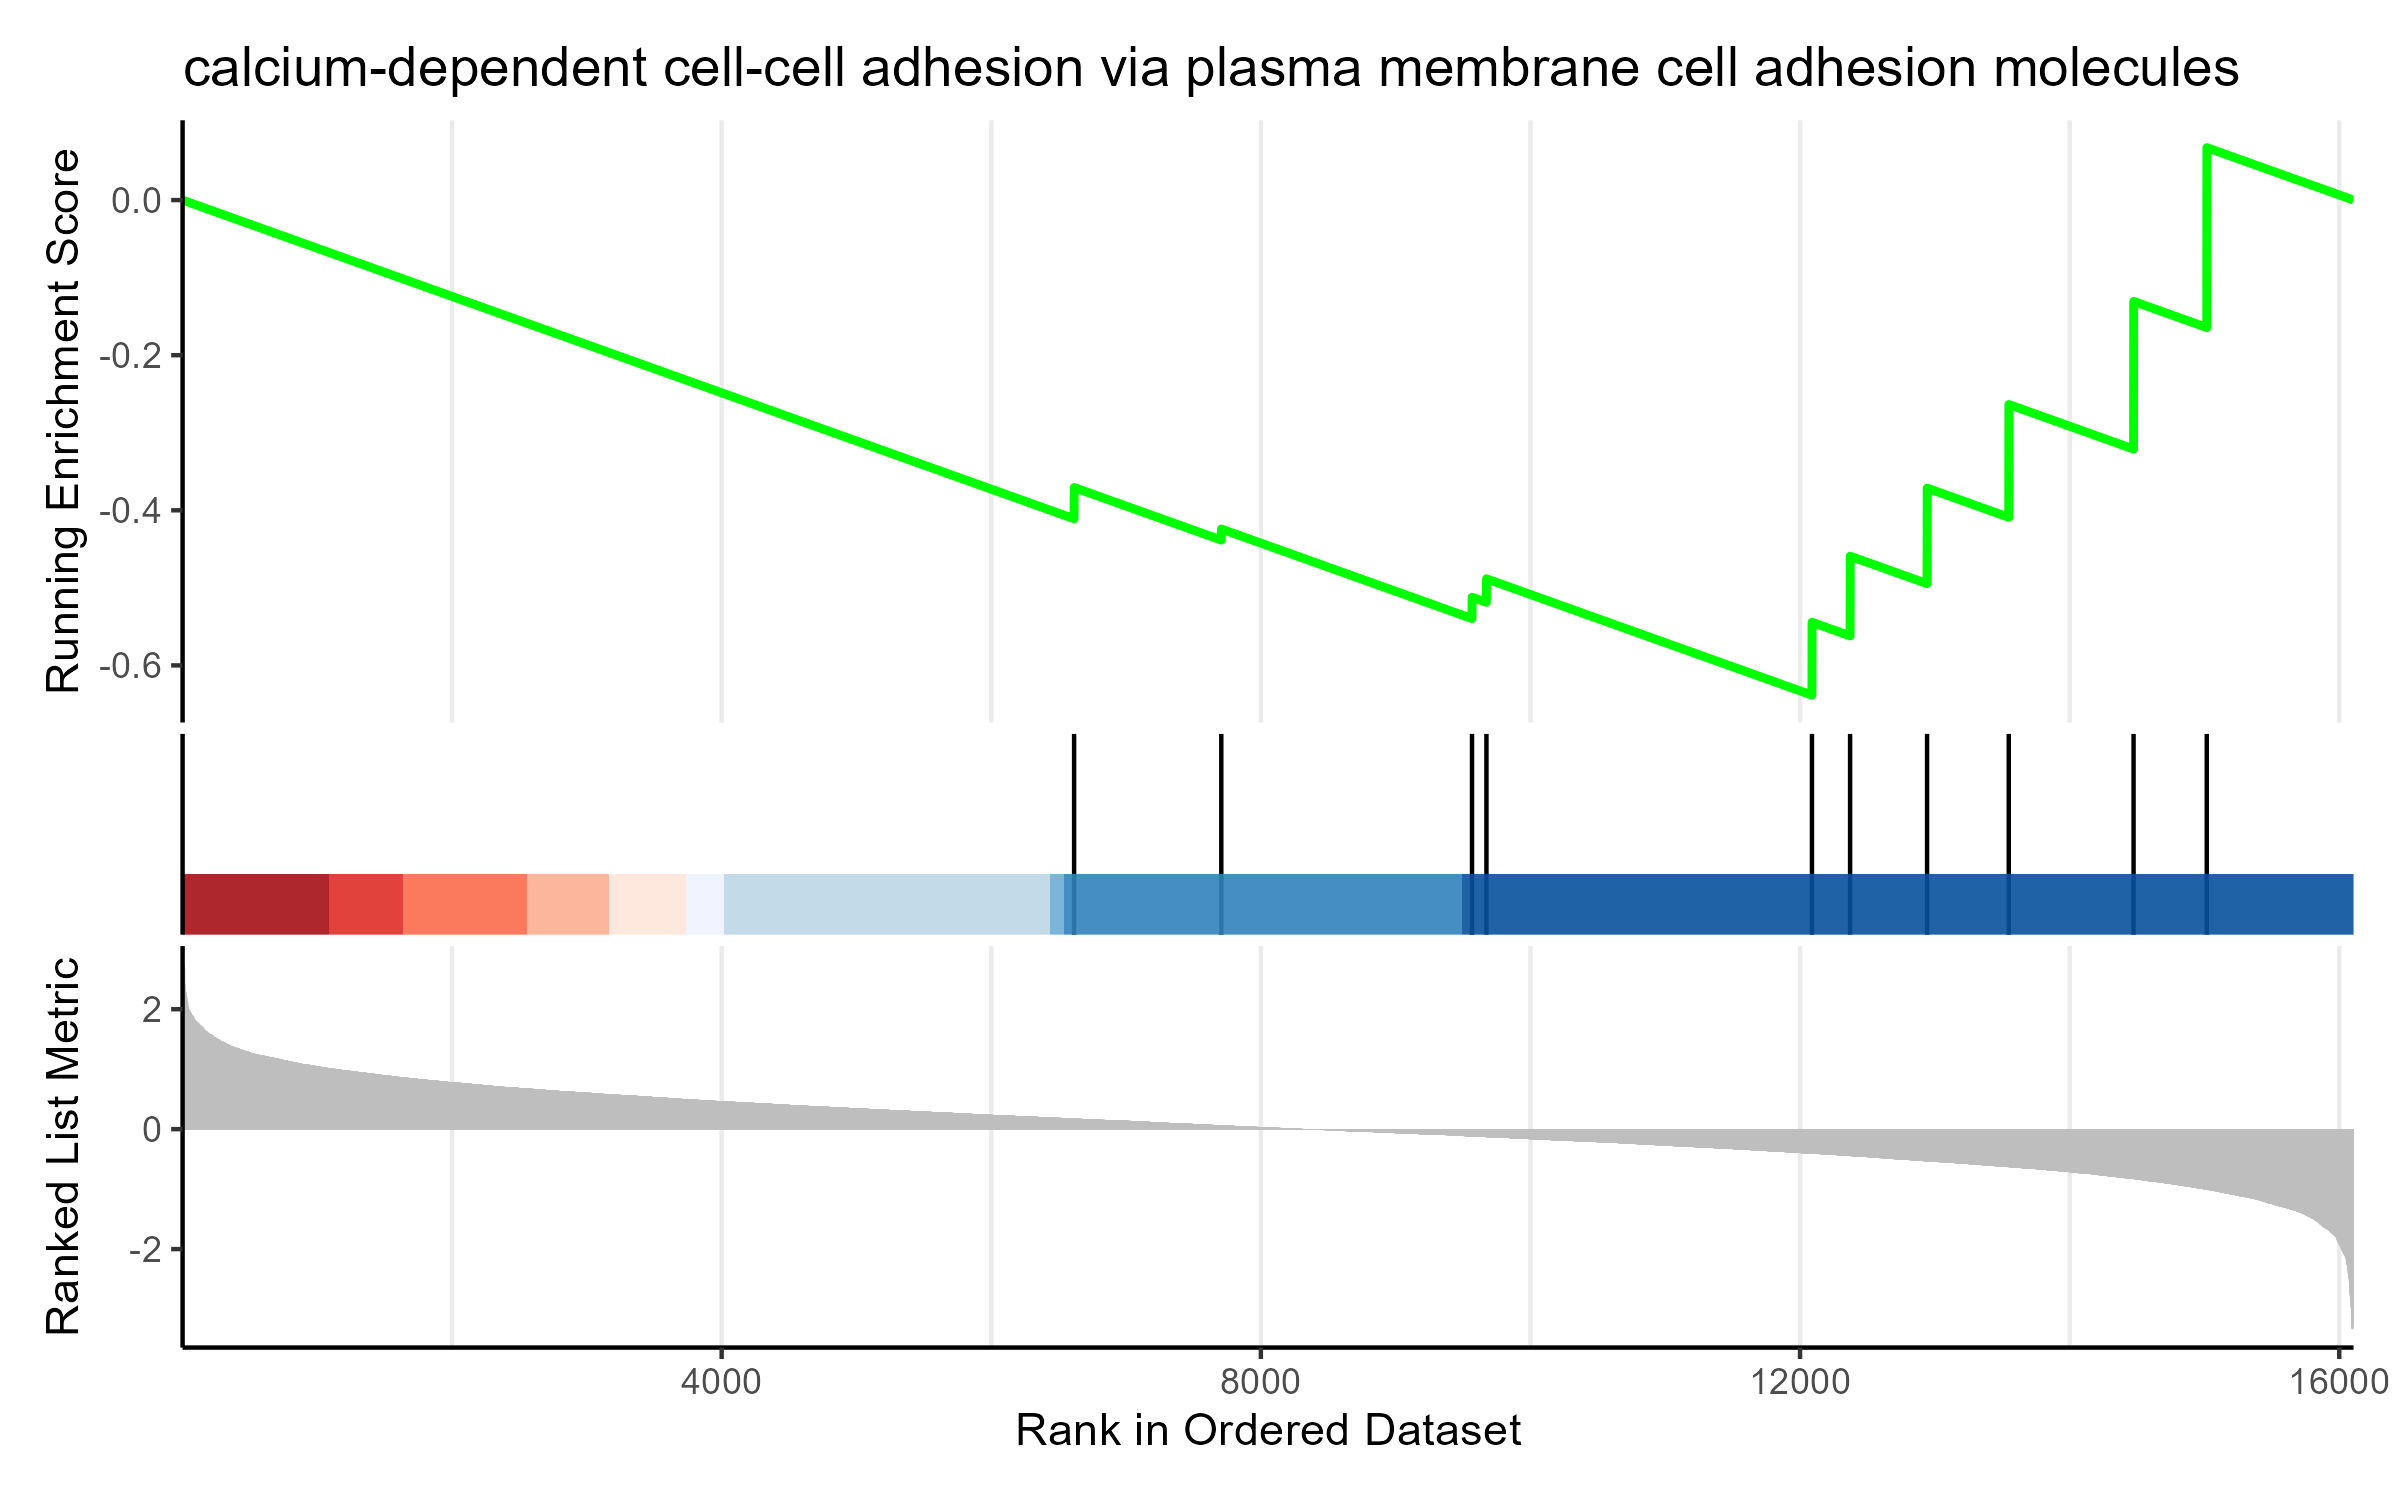 calcium-dependent cell-cell adhesion via plasma membrane cell adhesion molecules
Running Enrichment Score
0.0
-0.2
-0.4
-0.6
Ranked List Metric
2
0
-2
4000
8000
12000
16000
Rank in Ordered Dataset